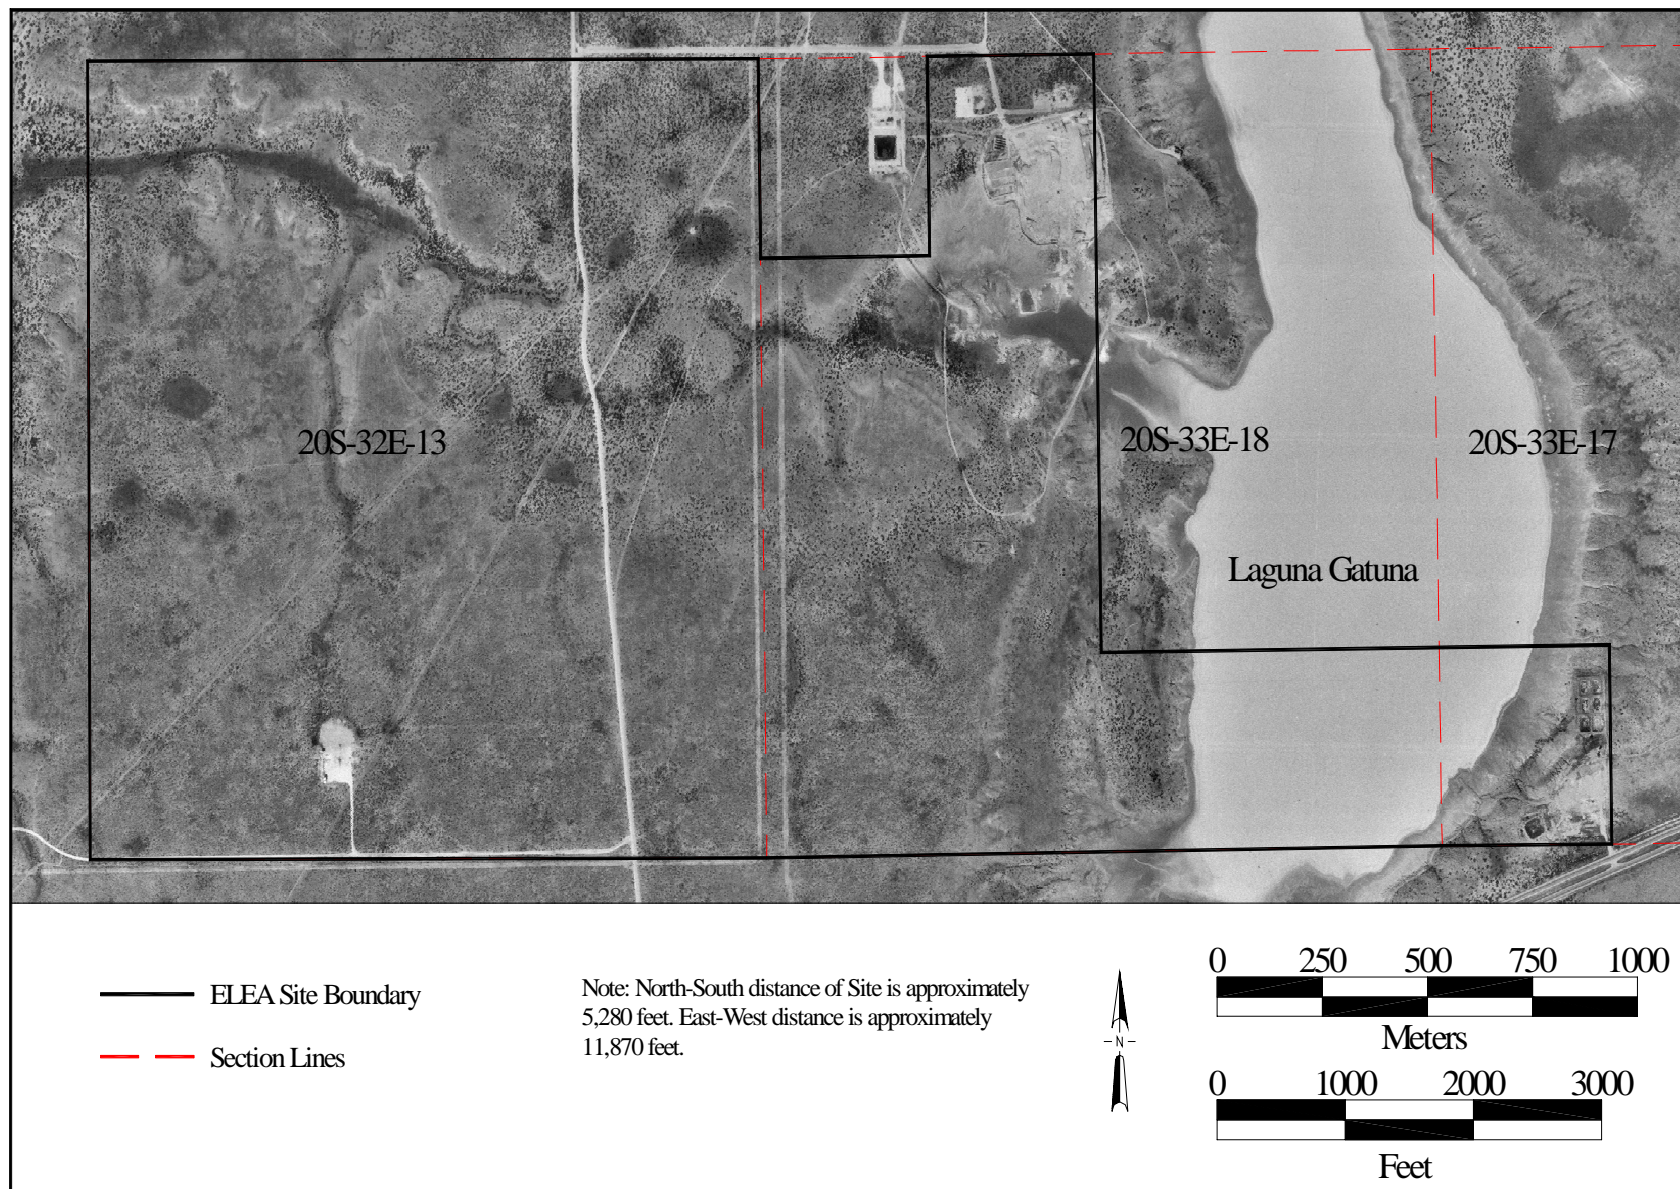 20S-32E-13
20S-33E-18
20S-33E-17
Laguna Gatuna
ELEA Site Boundary
Section Lines
Note: North-South distance of Site is approximately
5,280 feet. East-West distance is approximately
11,870 feet.
N
0 250 500 750 1000
Meters
0 1000 2000 3000
Feet